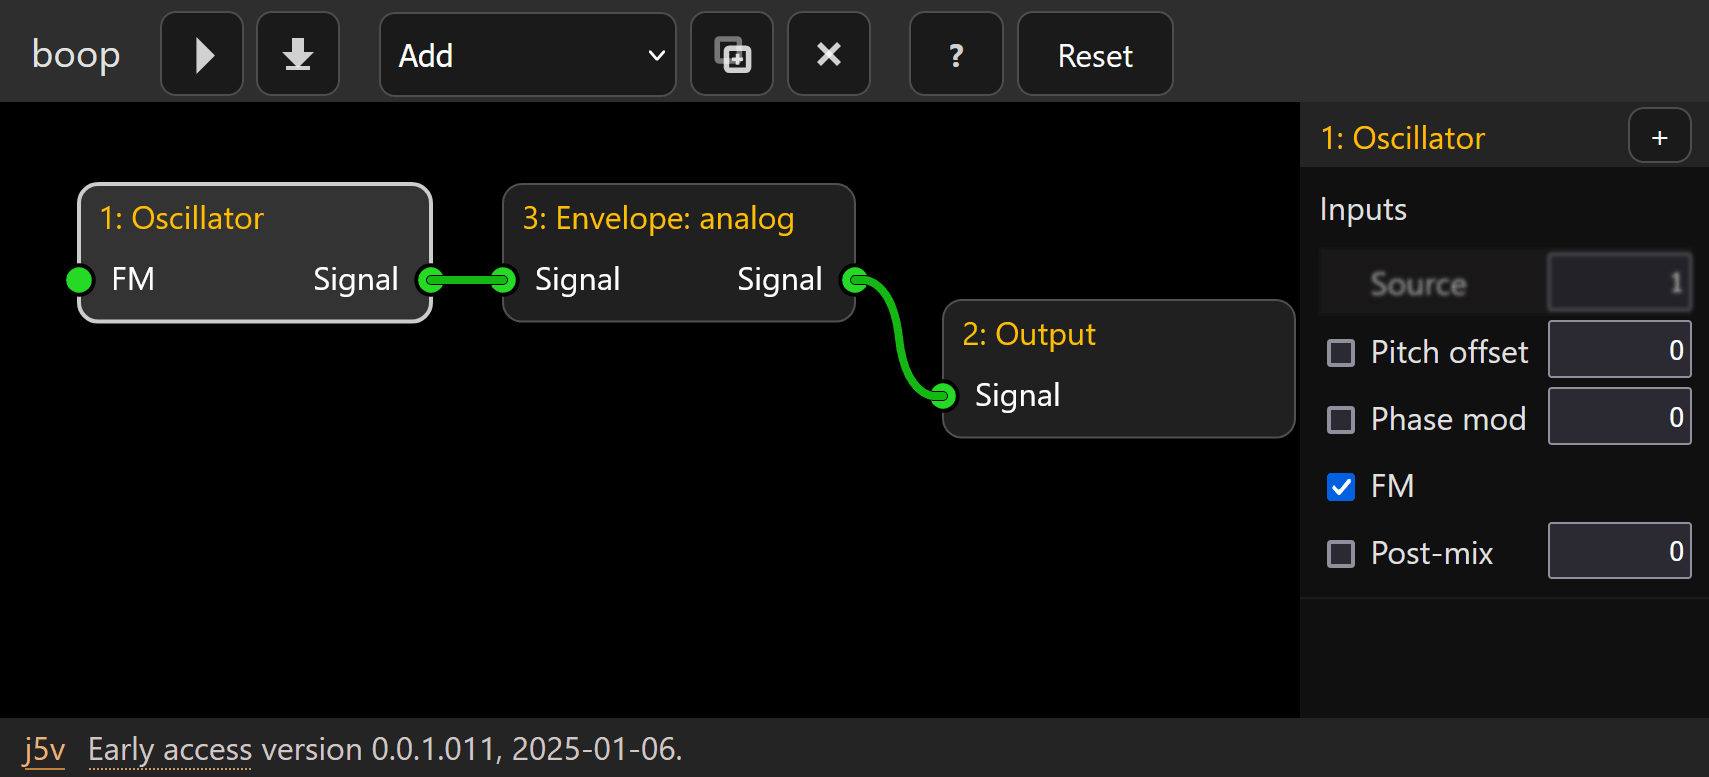 boop
Add
?
Reset
1: Oscillator
FM
Signal
3: Envelope: analog
Signal
Signal
2: Output
Signal
1: Oscillator
+
Inputs
Source 1
Pitch offset 0
Phase mod 0
FM
Post-mix 0
j5v Early access version 0.0.1.011, 2025-01-06.